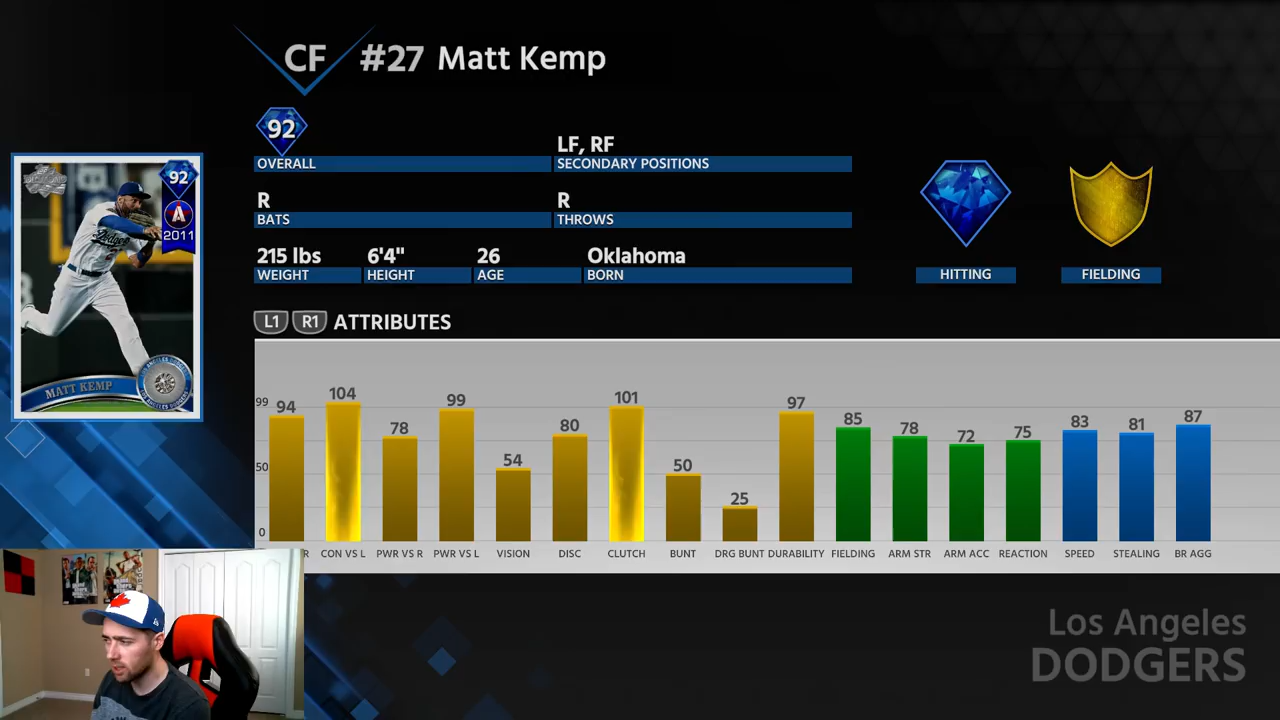 CF #27 Matt Kemp
92
OVERALL
LF, RF
SECONDARY POSITIONS
R
BATS
R
THROWS
215 lbs
WEIGHT
6'4"
HEIGHT
26
AGE
Oklahoma
BORN
HITTING
FIELDING
92
A
2011
MATT KEMP
L1 R1 ATTRIBUTES
99
50
0
94 104 78 99 54 80 101 50 25 97 85 78 72 75 83 81 87
R CON VS L PWR VS R PWR VS L VISION DISC CLUTCH BUNT DRG BUNT DURABILITY FIELDING ARM STR ARM ACC REACTION SPEED STEALING BR AGG
Los Angeles
DODGERS